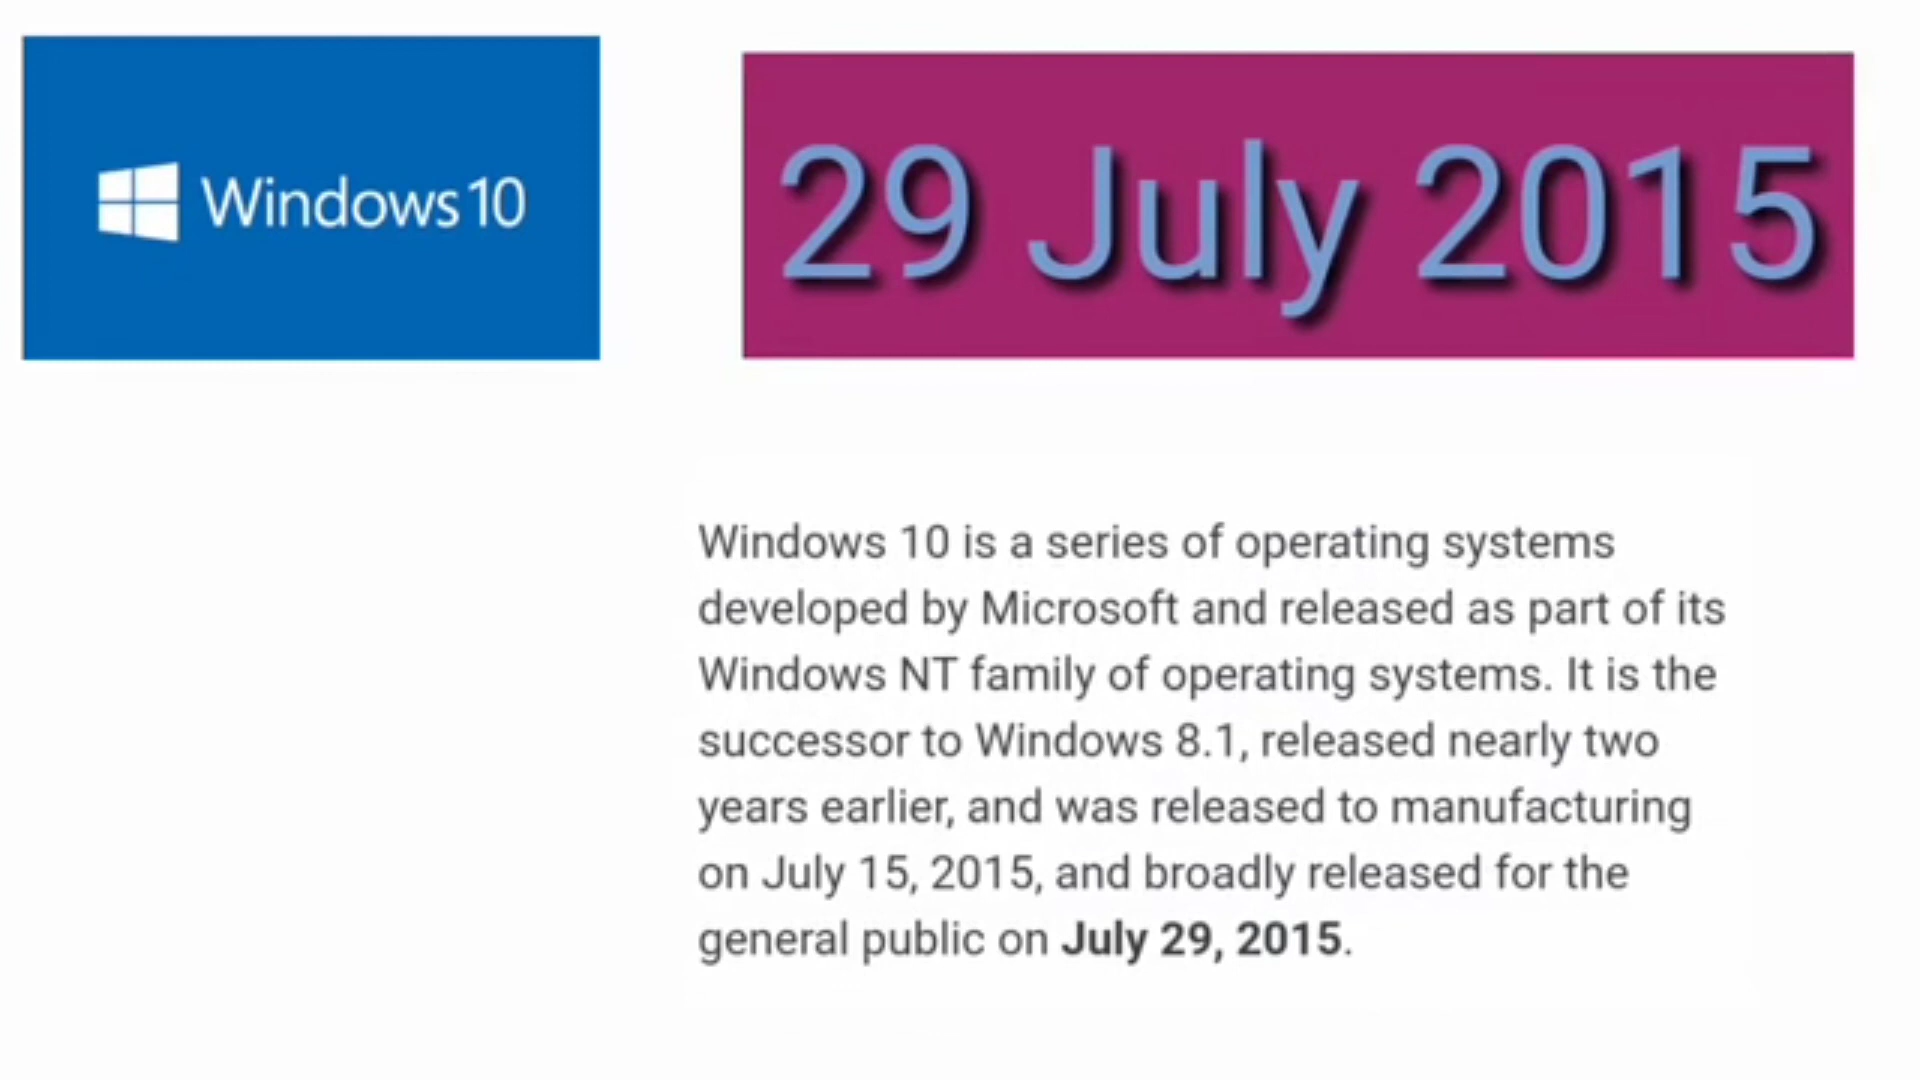 Windows 10
29 July 2015
Windows 10 is a series of operating systems
developed by Microsoft and released as part of its
Windows NT family of operating systems. It is the
successor to Windows 8.1, released nearly two
years earlier, and was released to manufacturing
on July 15, 2015, and broadly released for the
general public on July 29, 2015.